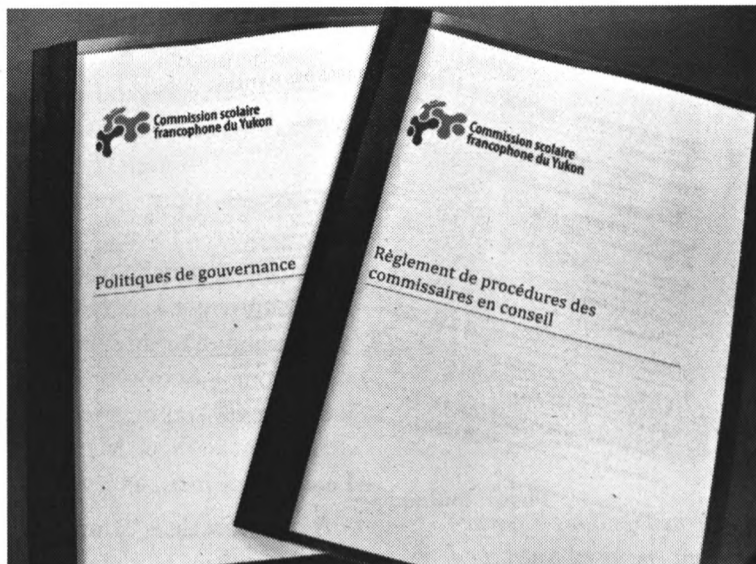 Commission scolaire
francophone du Yukon
Politiques de gouvernance
Commission scolaire
francophone du Yukon
Règlement de procédures des
commissaires en conseil